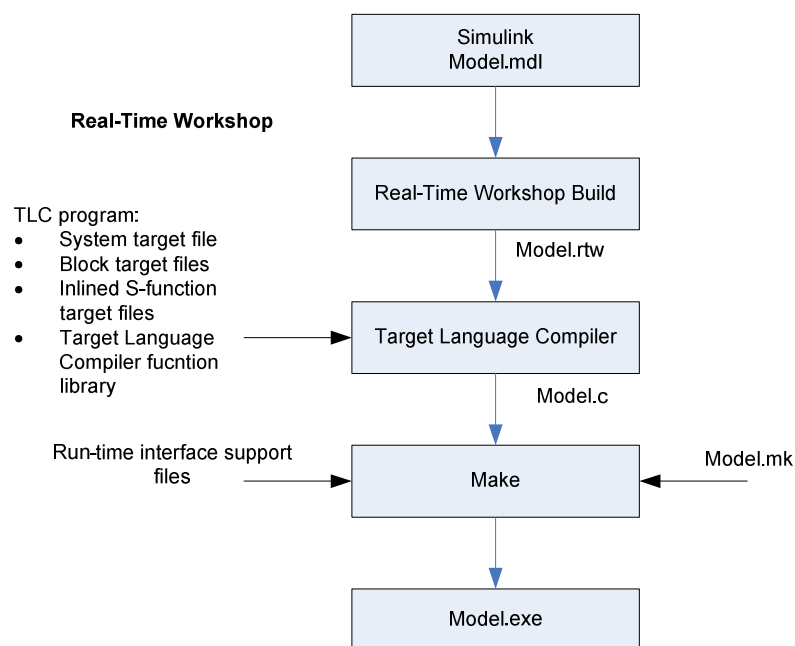 Simulink
Model.mdl
Real-Time Workshop
Real-Time Workshop Build
TLC program:
• System target file
• Block target files
• Inlined S-function
target files
• Target Language
Compiler fucntion
library
Model.rtw
Target Language Compiler
Model.c
Run-time interface support
files
Make
Model.mk
Model.exe